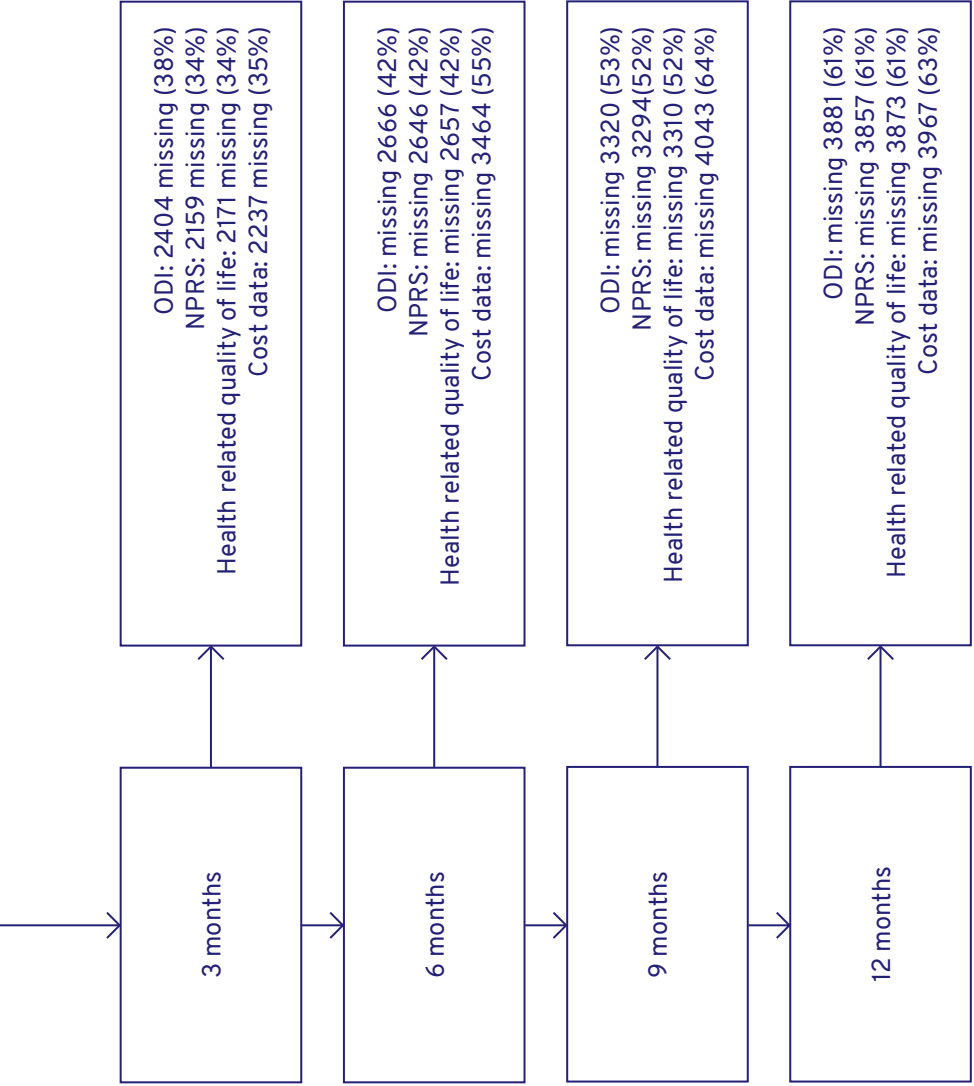 3 months
ODI: 2404 missing (38%)
NPRS: 2159 missing (34%)
Health related quality of life: 2171 missing (34%)
Cost data: 2237 missing (35%)
6 months
ODI: missing 2666 (42%)
NPRS: missing 2646 (42%)
Health related quality of life: missing 2657 (42%)
Cost data: missing 3464 (55%)
9 months
ODI: missing 3320 (53%)
NPRS: missing 3294(52%)
Health related quality of life: missing 3310 (52%)
Cost data: missing 4043 (64%)
12 months
ODI: missing 3881 (61%)
NPRS: missing 3857 (61%)
Health related quality of life: missing 3873 (61%)
Cost data: missing 3967 (63%)